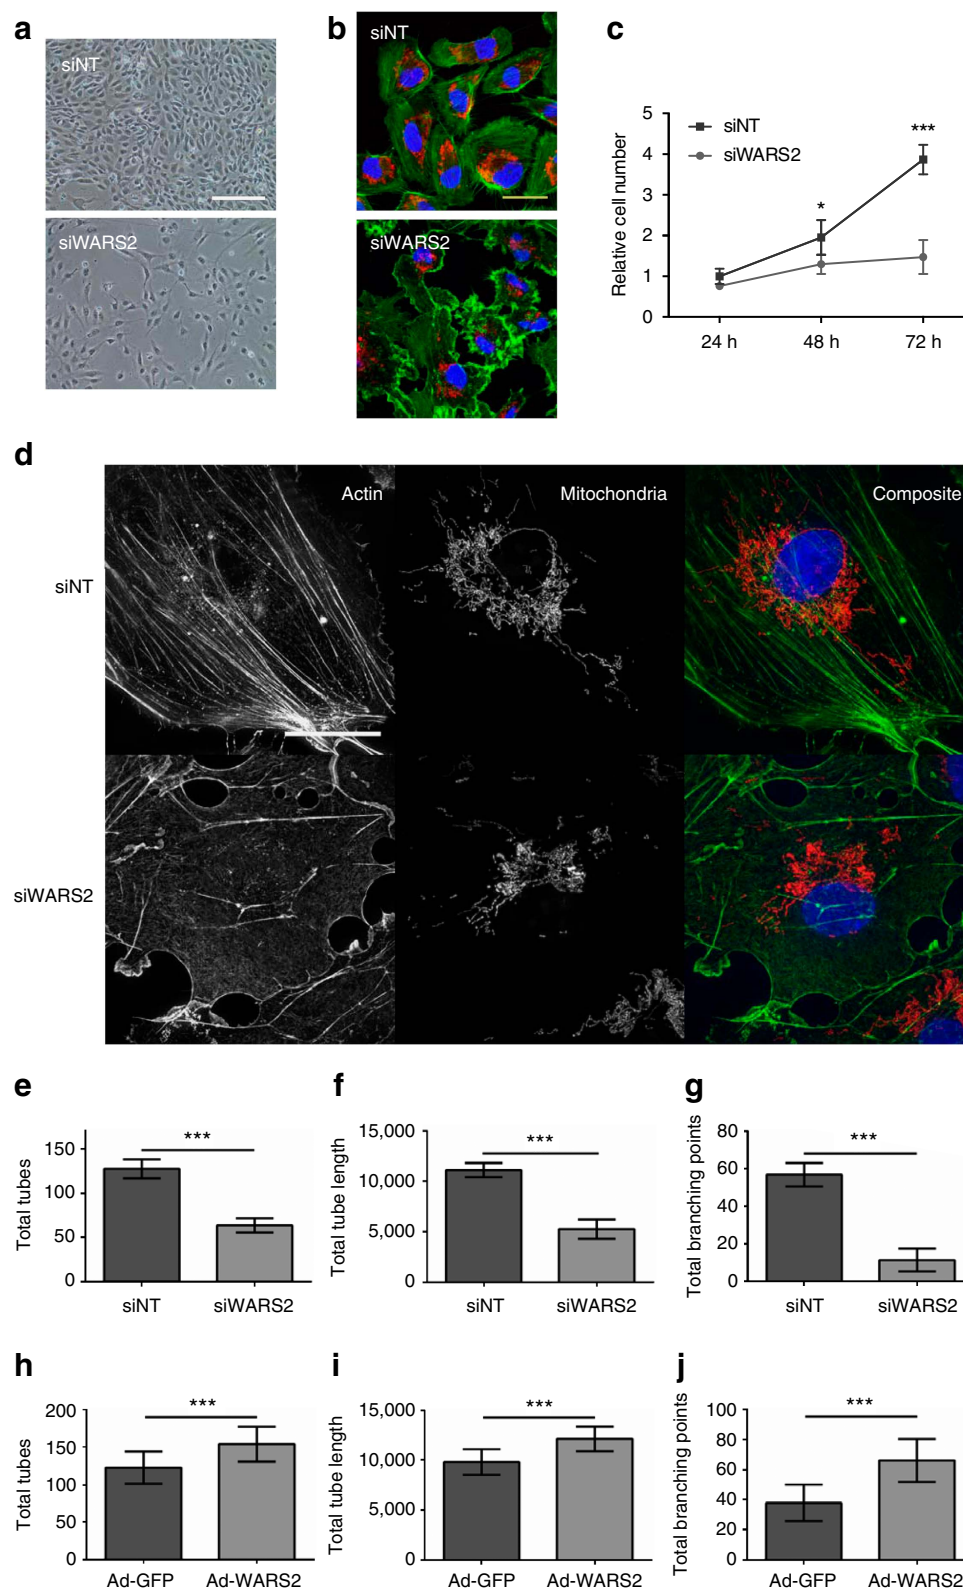 a
siNT
siWARS2
b
siNT
siWARS2
c
Relative cell number
5
4
3
2
1
0
siNT
siWARS2
*
***
24 h
48 h
72 h
d
Actin
Mitochondria
Composite
siNT
siWARS2
e
Total tubes
150
100
50
0
***
siNT
siWARS2
f
Total tube length
15,000
10,000
5,000
0
***
siNT
siWARS2
g
Total branching points
80
60
40
20
0
***
siNT
siWARS2
h
Total tubes
200
150
100
50
0
***
Ad-GFP
Ad-WARS2
i
Total tube length
15,000
10,000
5,000
0
***
Ad-GFP
Ad-WARS2
j
Total branching points
100
80
60
40
20
0
***
Ad-GFP
Ad-WARS2